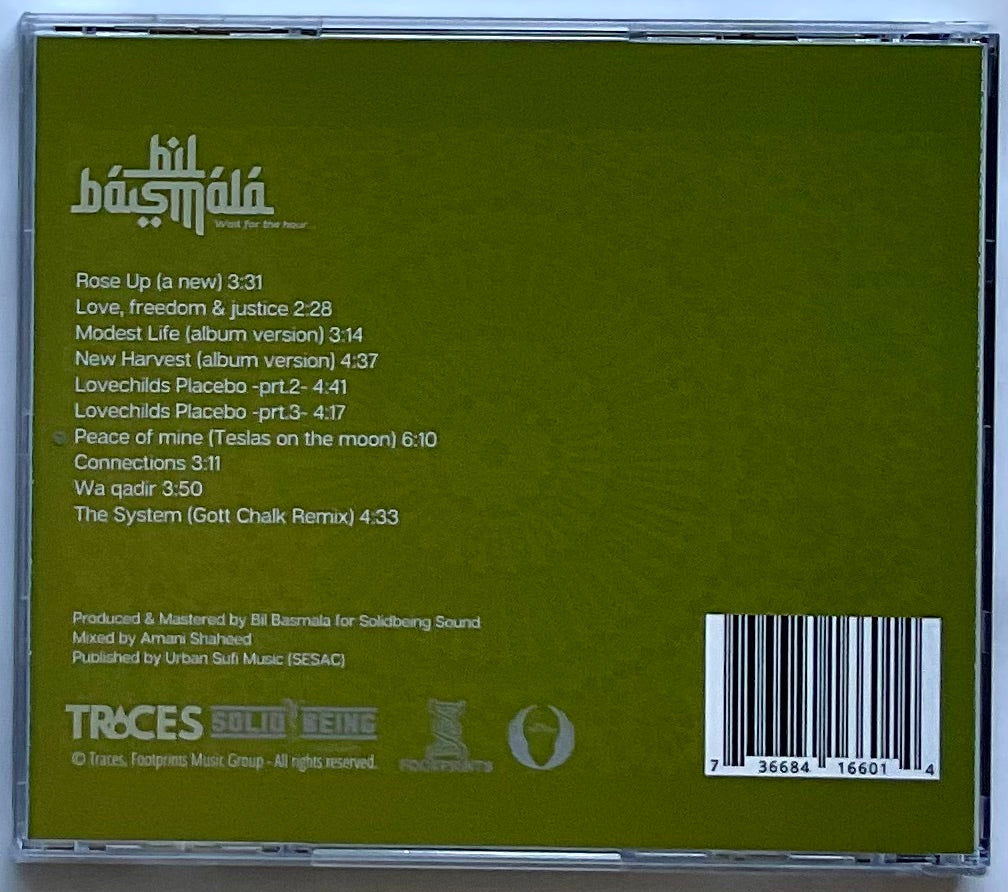 bil
básmálá
Wait for the hour
Rose Up (a new) 3:31
Love, freedom & justice 2:28
Modest Life (album version) 3:14
New Harvest (album version) 4:37
Lovechilds Placebo -prt.2- 4:41
Lovechilds Placebo -prt.3- 4:17
Peace of mine (Teslas on the moon) 6:10
Connections 3:11
Wa qadir 3:50
The System (Gott Chalk Remix) 4:33
Produced & Mastered by Bil Basmala for Solidbeing Sound
Mixed by Amani Shaheed
Published by Urban Sufi Music (SESAC)
TRACES SOLID BEING
© Traces, Footprints Music Group - All rights reserved.
FOOTPRINTS
7 36684 16601 4